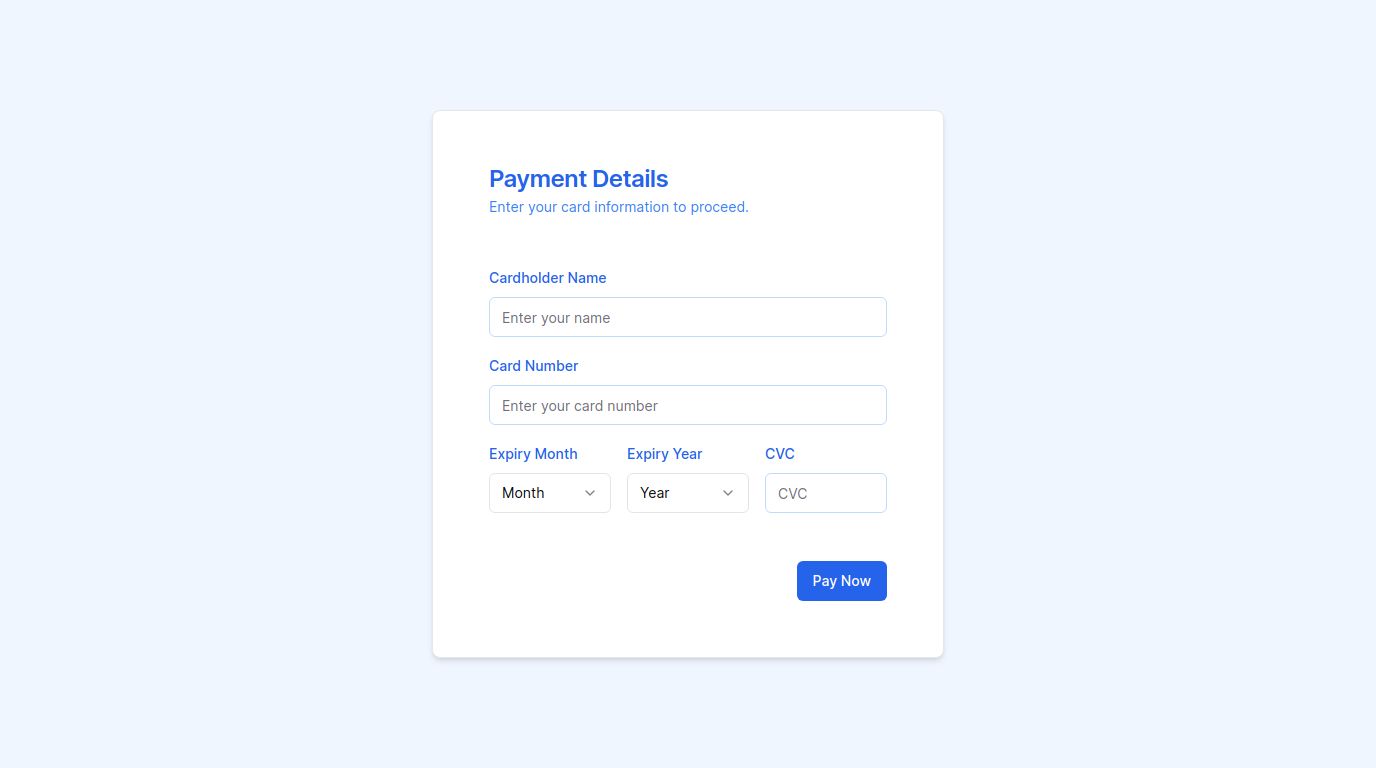 Payment Details
Enter your card information to proceed.
Cardholder Name
Enter your name
Card Number
Enter your card number
Expiry Month Expiry Year CVC
Month Year CVC
Pay Now